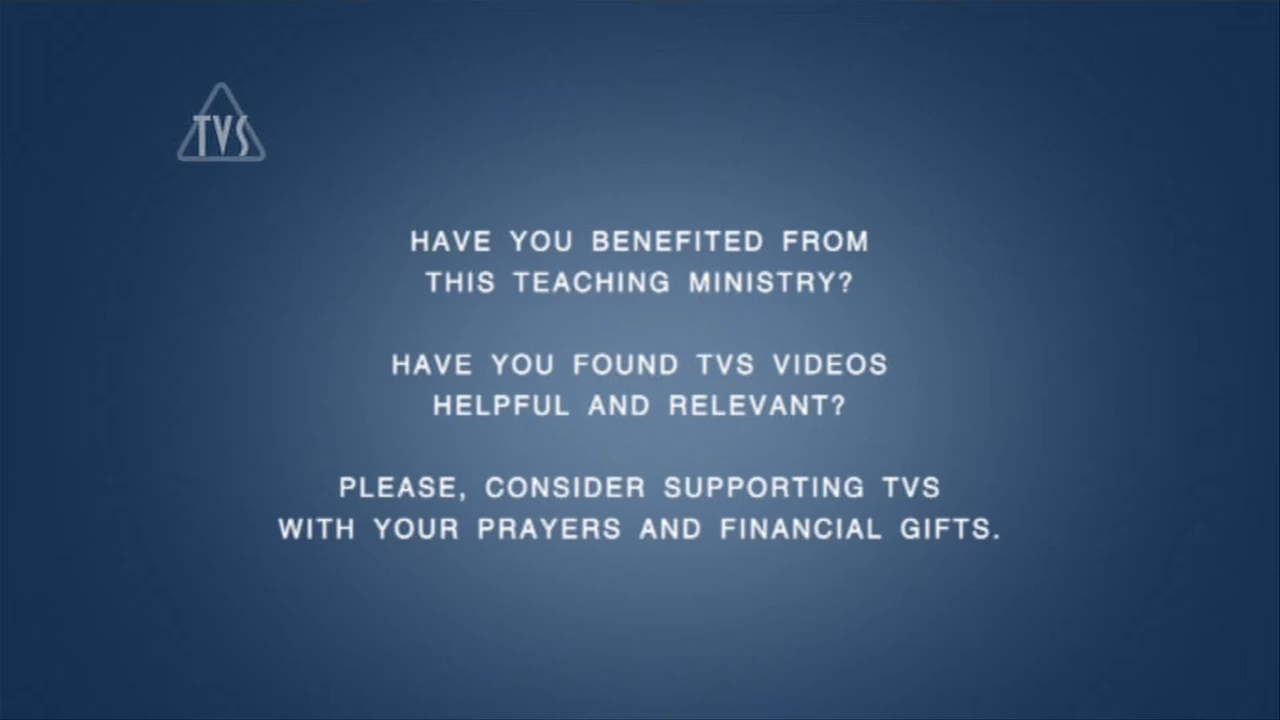 TVS
HAVE YOU BENEFITED FROM
THIS TEACHING MINISTRY?
HAVE YOU FOUND TVS VIDEOS
HELPFUL AND RELEVANT?
PLEASE, CONSIDER SUPPORTING TVS
WITH YOUR PRAYERS AND FINANCIAL GIFTS.